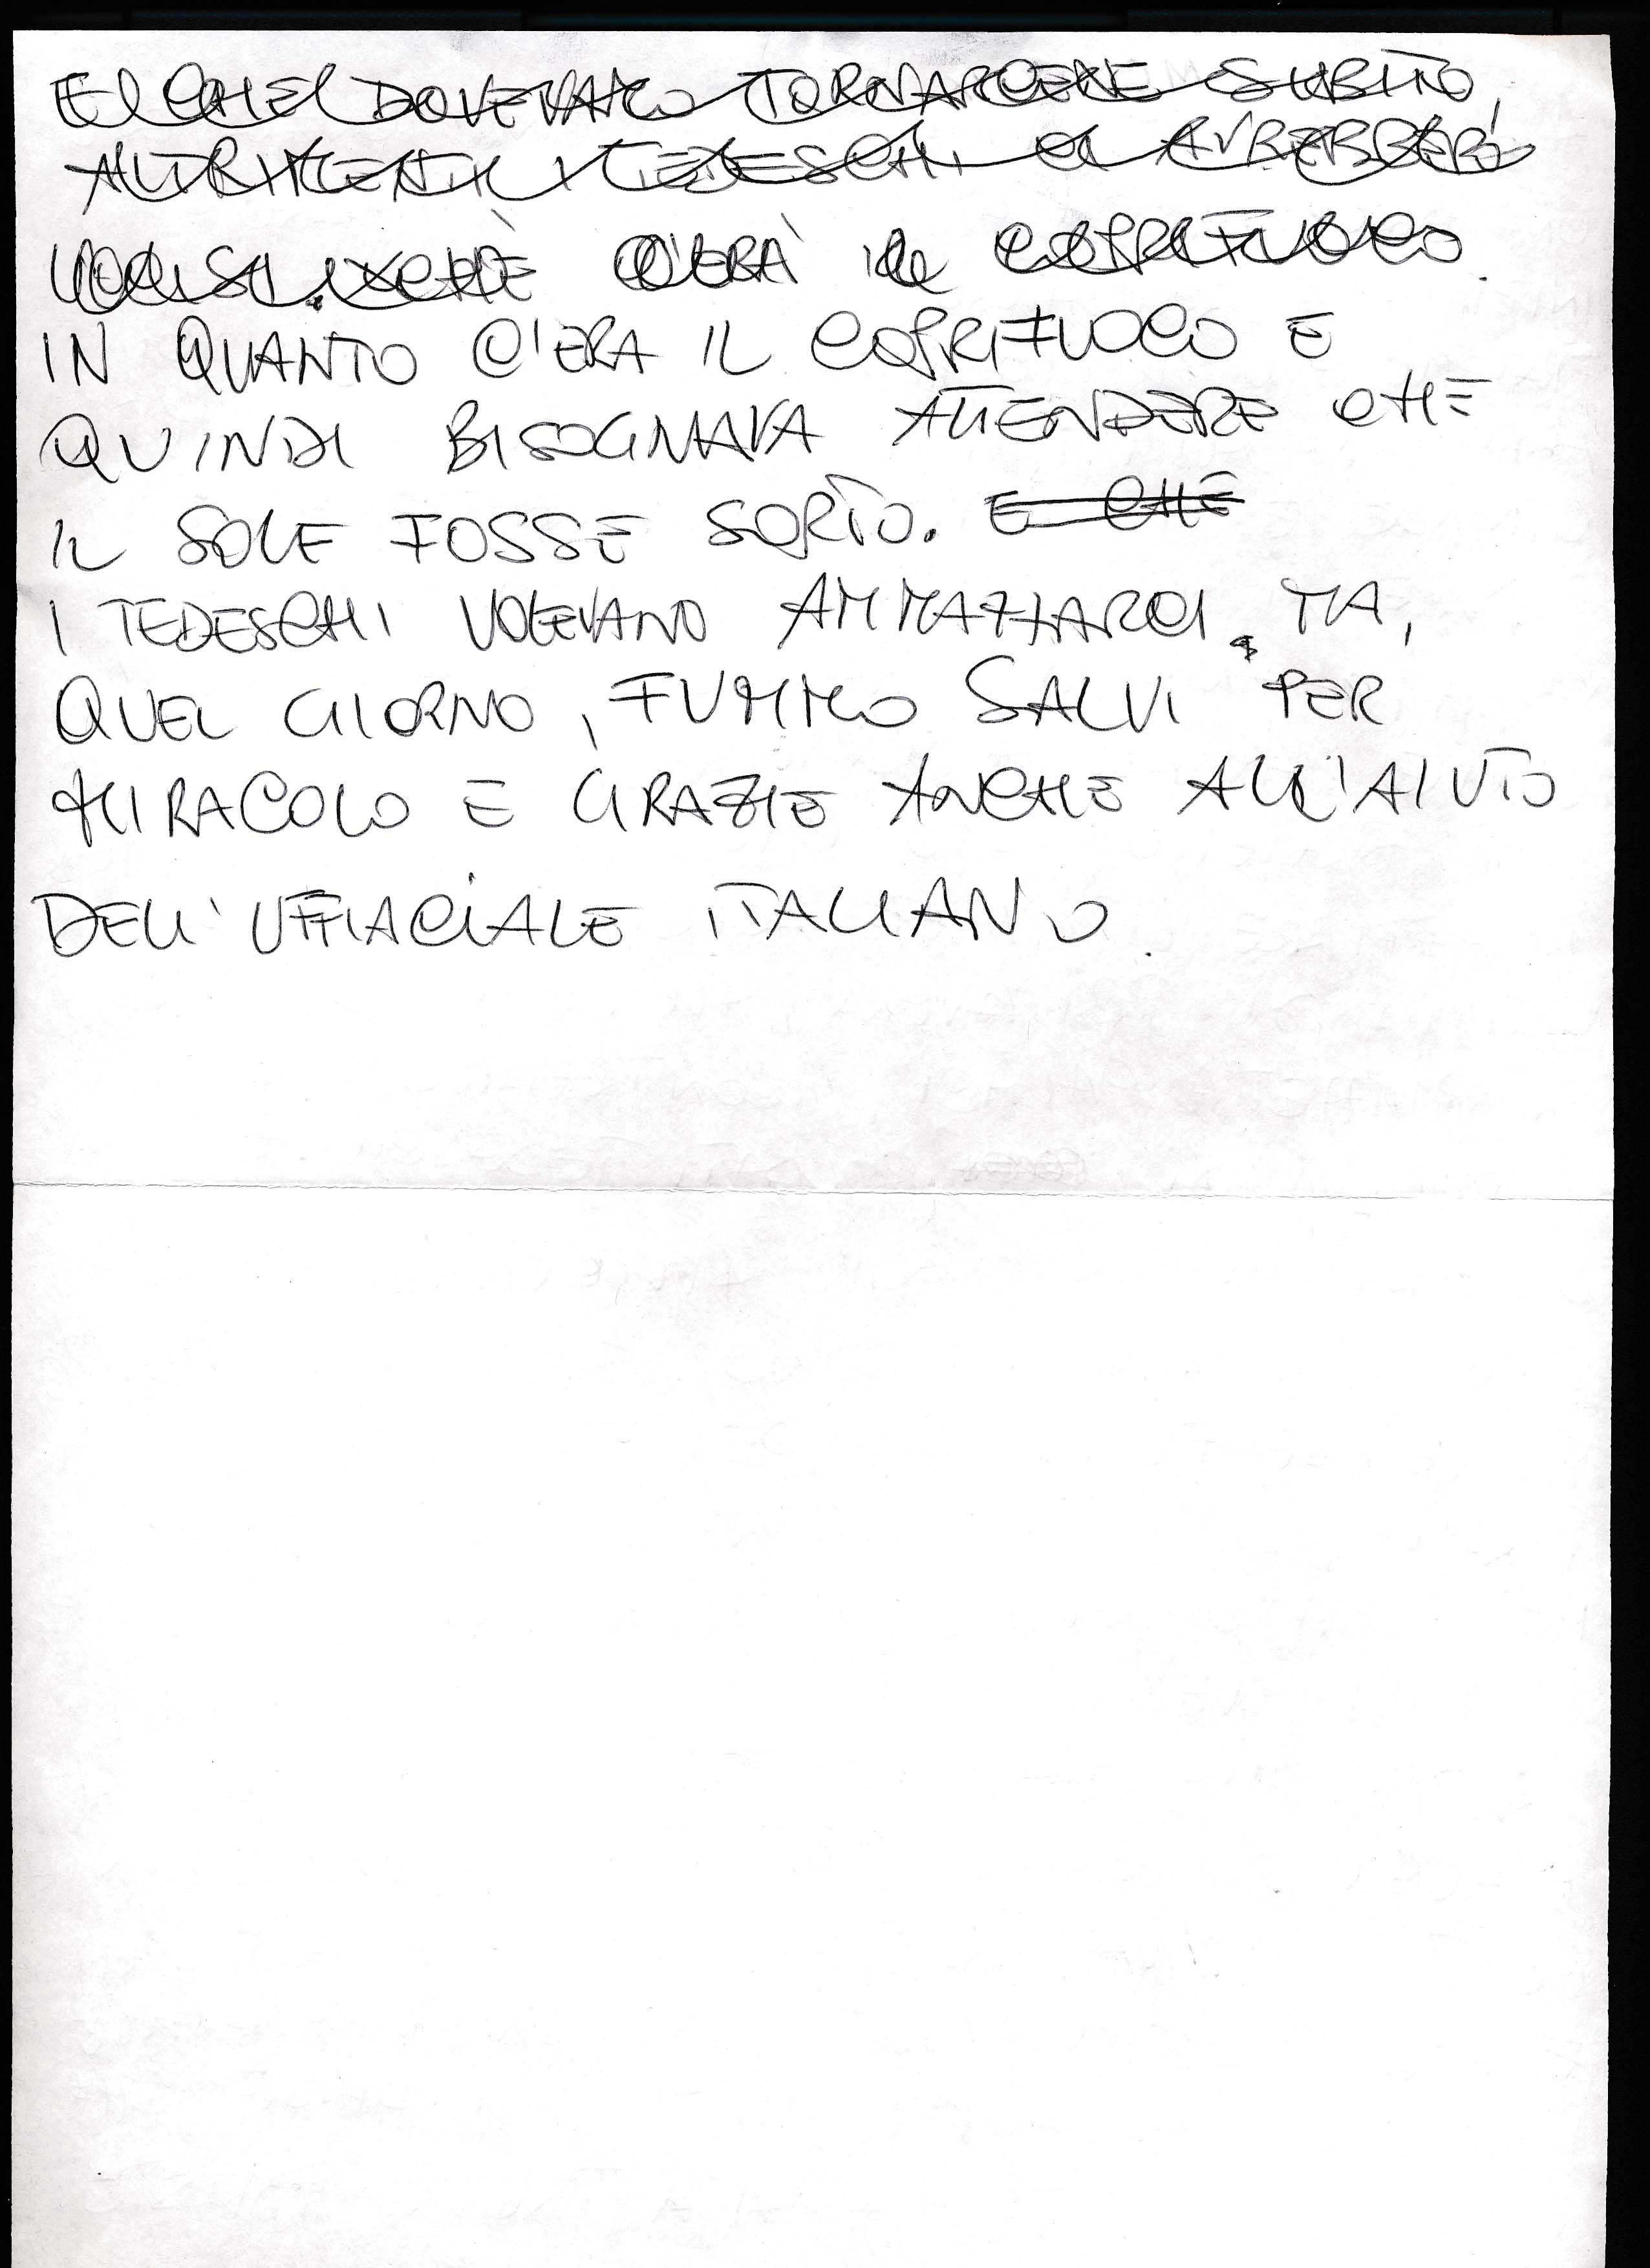 E CHE DOVEVAMO TORNARCENE SUBITO,
ALTRIMENTI I TEDESCHI CI AVREBBERO
UCCISI. C'ERA IL COPRIFUOCO.
IN QUANTO C'ERA IL COPRIFUOCO E
QUINDI BISOGNAVA ATTENDERE CHE
IL SOLE FOSSE SORTO. E CHE
I TEDESCHI VOLEVANO AMMAZZARCI. MA,
QUEL GIORNO, FUMMO SALVI PER
MIRACOLO E GRAZIE ANCHE ALL'AIUTO
DELL'UFFIACIALE ITALIANO.